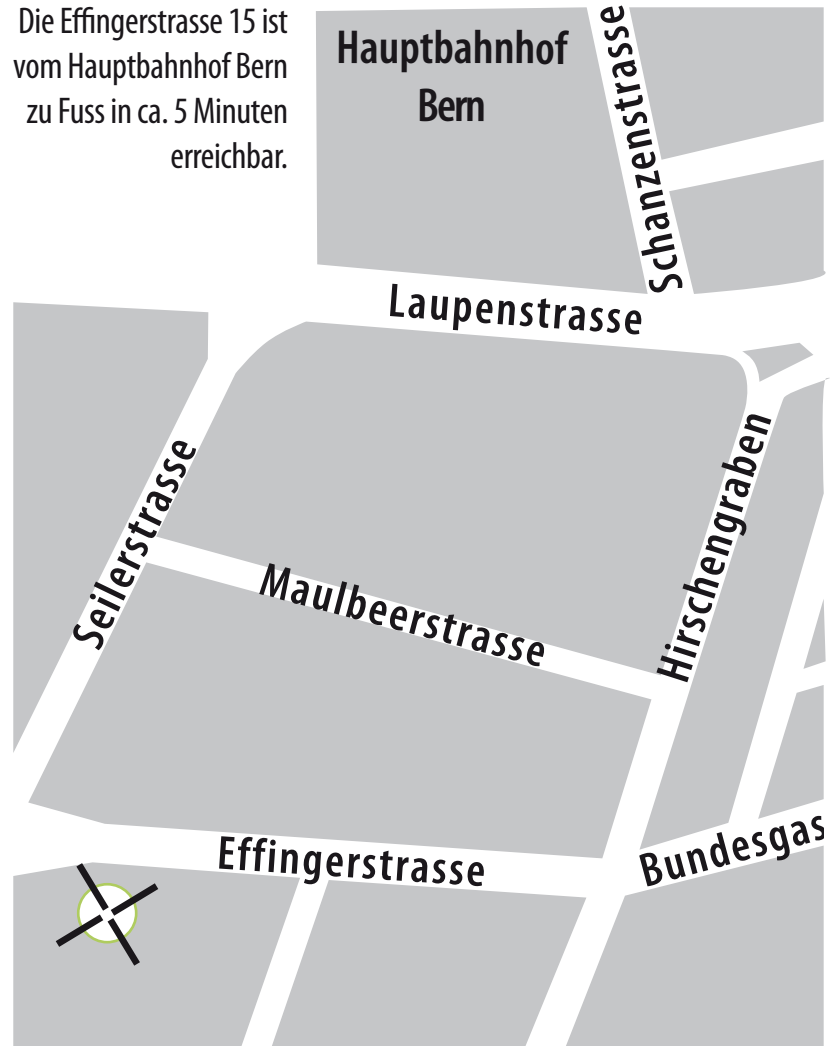 Die Effingerstrasse 15 ist
vom Hauptbahnhof Bern
zu Fuss in ca. 5 Minuten
erreichbar.
Hauptbahnhof
Bern
Schanzenstrasse
Laupenstrasse
Seilerstrasse
Hirschengraben
Maulbeerstrasse
Effingerstrasse
Bundesgas